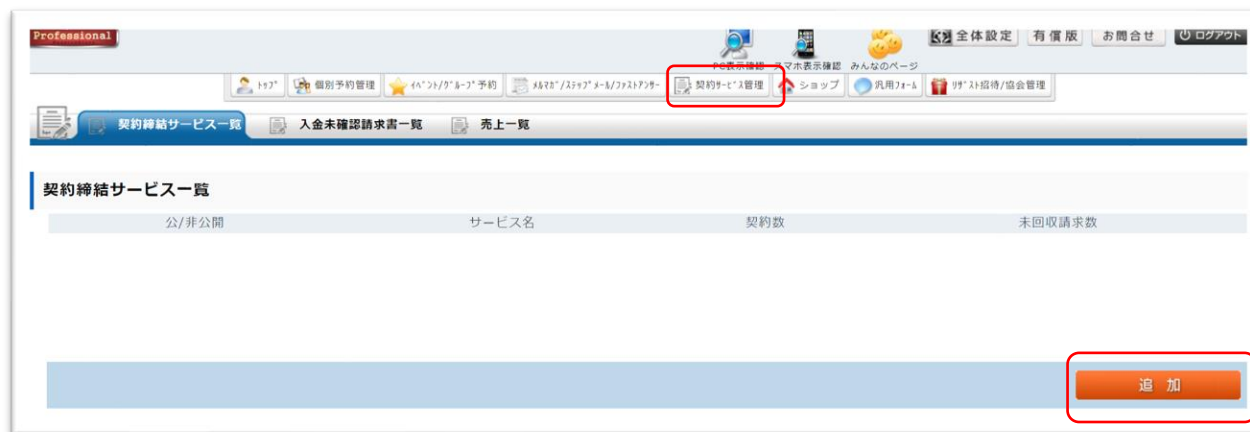 Professional
全体設定 有償版 お問合せ ログアウト
PC表示確認 スマホ表示確認 みんなのページ
トップ 個別予約管理 イベント/グループ予約 メルマガ/ステップメール/ファストアンサー 契約サービス管理 ショップ 汎用フォーム リザスト招待/協会管理
契約締結サービス一覧 入金未確認請求書一覧 売上一覧
契約締結サービス一覧
公/非公開 サービス名 契約数 未回収請求数
追 加